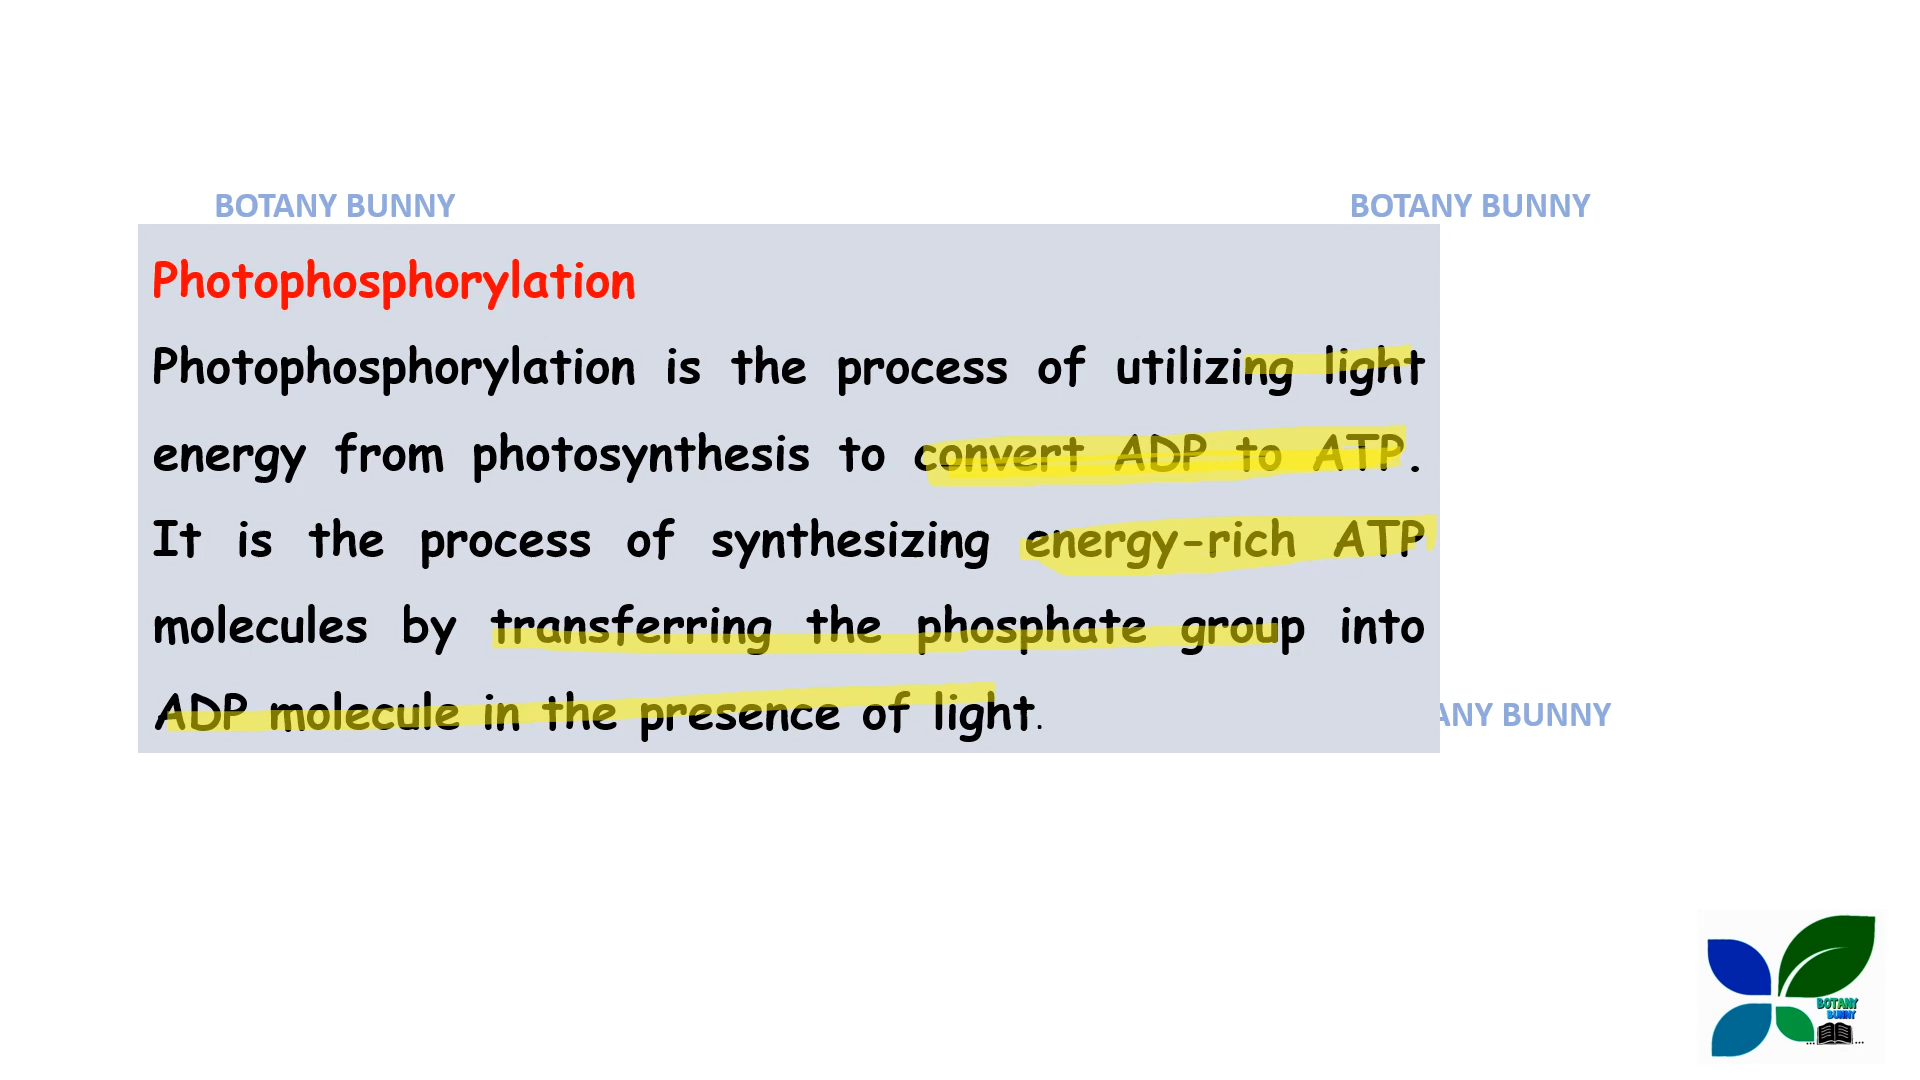 BOTANY BUNNY
BOTANY BUNNY
Photophosphorylation
Photophosphorylation is the process of utilizing light
energy from photosynthesis to convert ADP to ATP.
It is the process of synthesizing energy-rich ATP
molecules by transferring the phosphate group into
ADP molecule in the presence of light.
ANY BUNNY
BOTANY
BUNNY